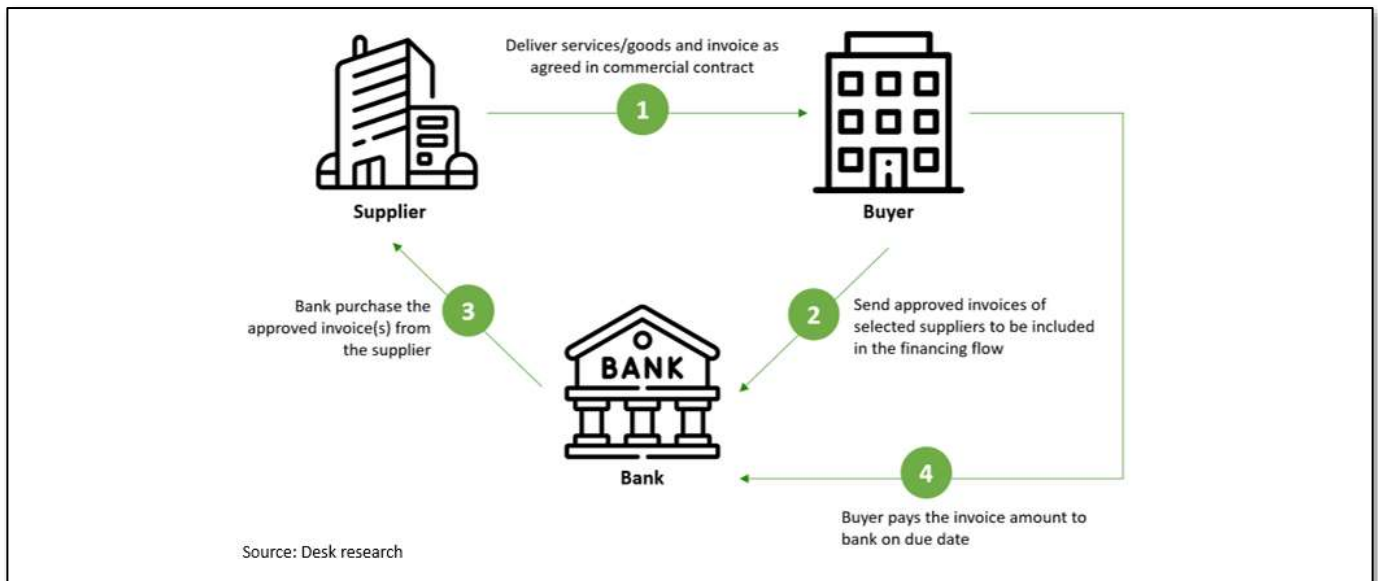 Deliver services/goods and invoice as
agreed in commercial contract
1
Supplier
Buyer
Bank purchase the
approved invoice(s) from
the supplier
3
2
Send approved invoices of
selected suppliers to be included
in the financing flow
BANK
Bank
4
Buyer pays the invoice amount to
bank on due date
Source: Desk research